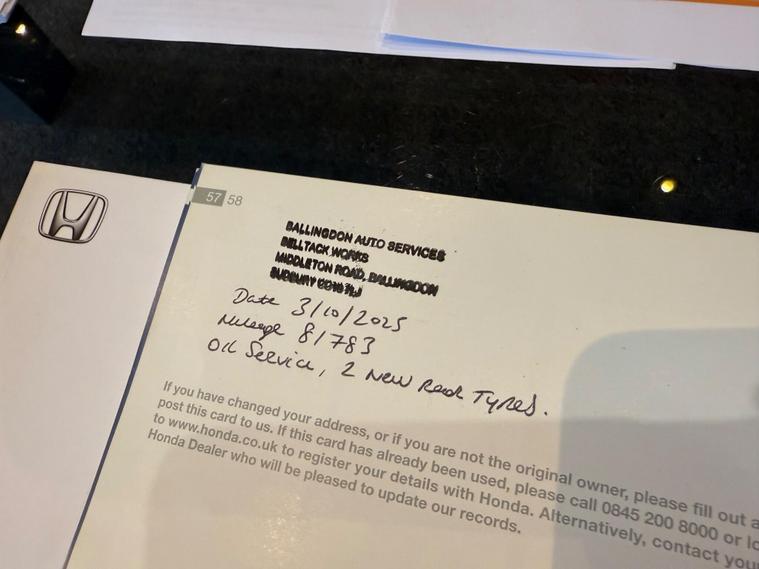 57 58
BALLINGDON AUTO SERVICES
BELLTACK WORKS
MIDDLETON ROAD, BALLINGDON
SUDBURY
Date 3/10/2025
Mileage 81783
Oil Service, 2 New Rear Tyres.
If you have changed your address, or if you are not the original owner, please fill out a
post this card to us. If this card has already been used, please call 0845 200 8000 or lo
to www.honda.co.uk to register your details with Honda. Alternatively, contact you
Honda Dealer who will be pleased to update our records.